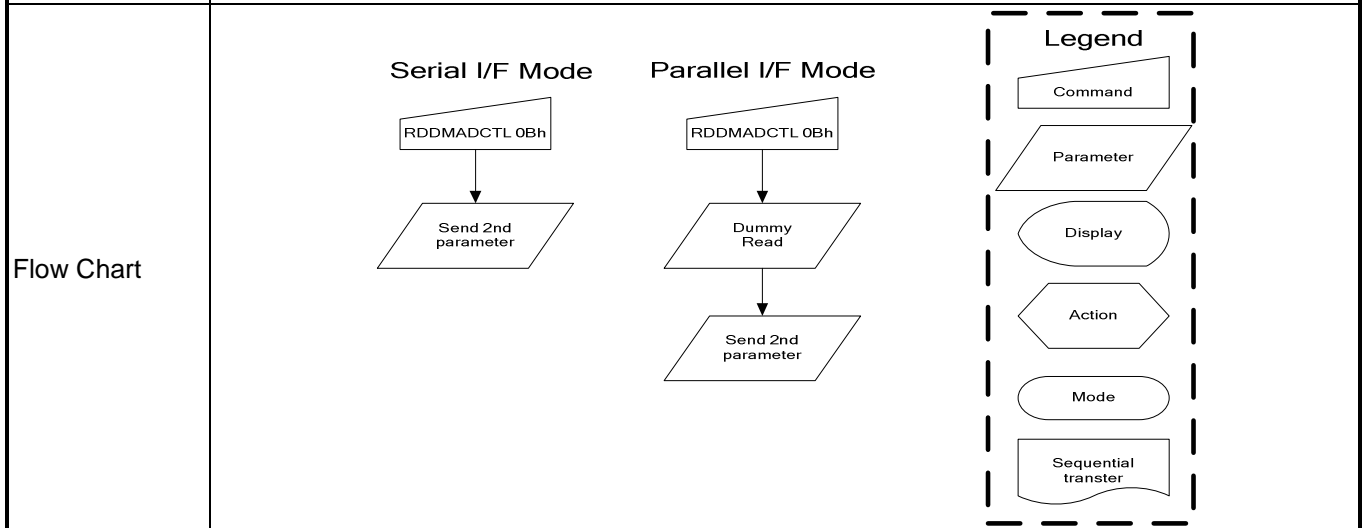 Flow Chart
Serial I/F Mode
RDDMADCTL 0Bh
Send 2nd
parameter
Parallel I/F Mode
RDDMADCTL 0Bh
Dummy
Read
Send 2nd
parameter
Legend
Command
Parameter
Display
Action
Mode
Sequential
transter